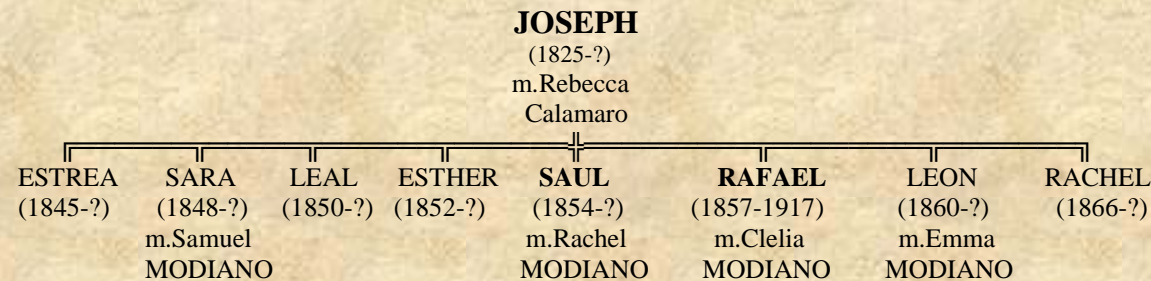 JOSEPH
(1825-?)
m.Rebecca
Calamaro
ESTREA SARA LEAL ESTHER SAUL RAFAEL LEON RACHEL
(1845-?) (1848-?) (1850-?) (1852-?) (1854-?) (1857-1917) (1860-?) (1866-?)
m.Samuel m.Rachel m.Clelia m.Emma
MODIANO MODIANO MODIANO MODIANO